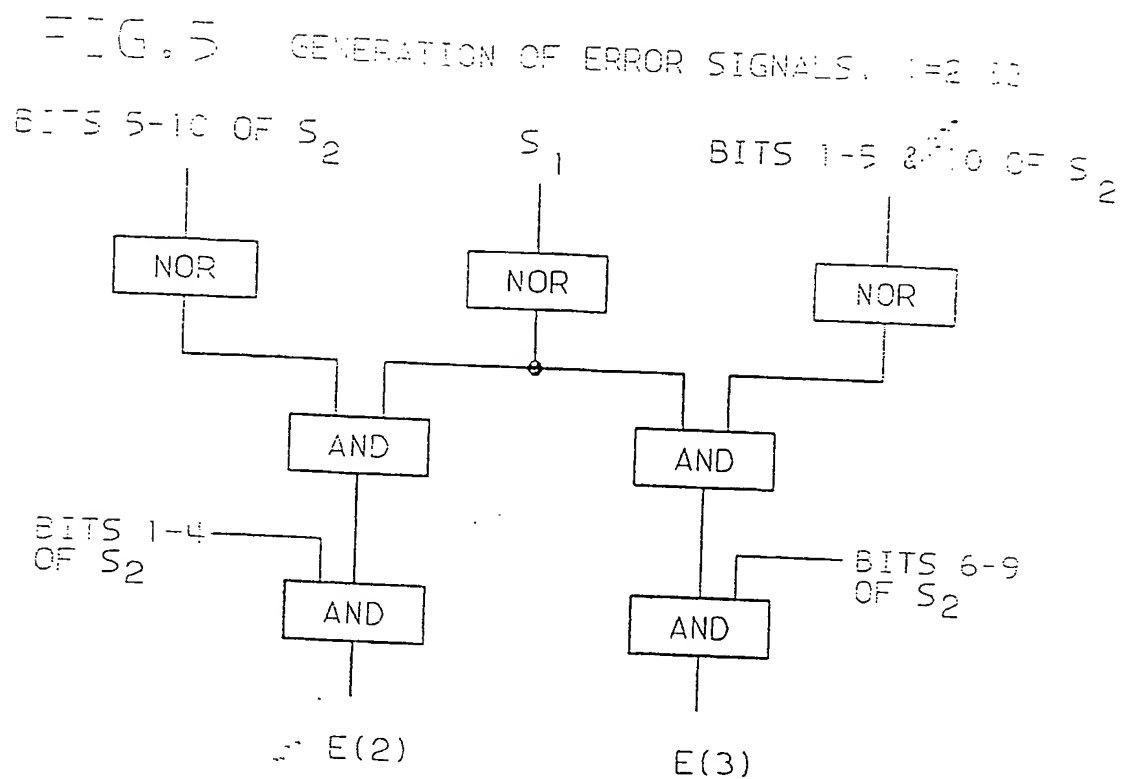 FIG.5 GENERATION OF ERROR SIGNALS.
BITS 5-10 OF S2
S1
BITS 1-5 & 10 OF S2
NOR
NOR
NOR
AND
AND
BITS 1-4
OF S2
BITS 6-9
OF S2
AND
AND
E(2)
E(3)